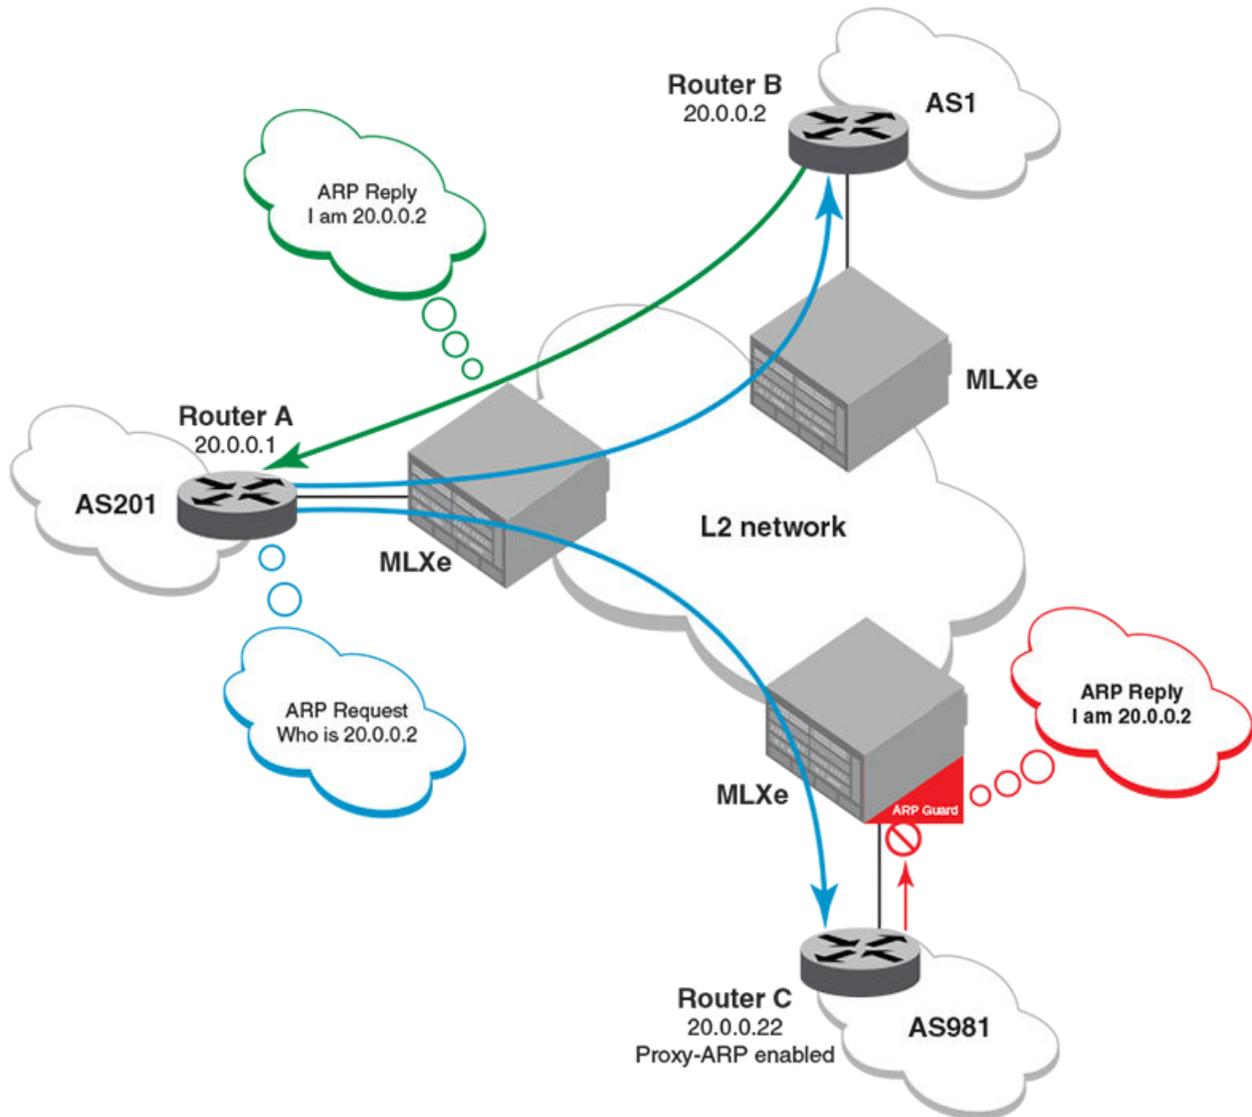 Router B
20.0.0.2
AS1
ARP Reply
I am 20.0.0.2
MLXe
Router A
20.0.0.1
AS201
MLXe
L2 network
ARP Request
Who is 20.0.0.2
ARP Reply
I am 20.0.0.2
MLXe
ARP Guard
Router C
20.0.0.22
Proxy-ARP enabled
AS981